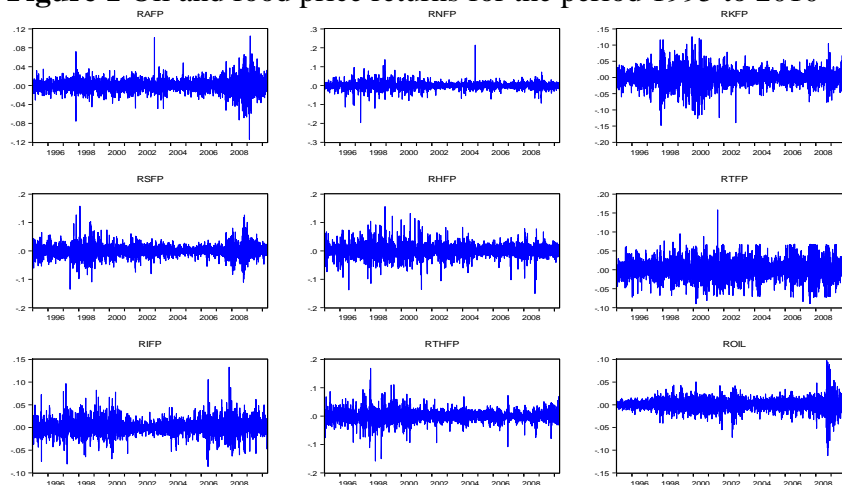 Figure 2 Oil and food price returns for the period 1995 to 2010
RAFP
.12
.08
.04
.00
-.04
-.08
-.12
1996 1998 2000 2002 2004 2006 2008
RNFP
.3
.2
.1
.0
-.1
-.2
-.3
1996 1998 2000 2002 2004 2006 2008
RKFP
.15
.10
.05
.00
-.05
-.10
-.15
-.20
1996 1998 2000 2002 2004 2006 2008
RSFP
.2
.1
.0
-.1
-.2
1996 1998 2000 2002 2004 2006 2008
RHFP
.2
.1
.0
-.1
-.2
1996 1998 2000 2002 2004 2006 2008
RTFP
.20
.15
.10
.05
.00
-.05
-.10
1996 1998 2000 2002 2004 2006 2008
RIFP
.15
.10
.05
.00
-.05
-.10
1996 1998 2000 2002 2004 2006 2008
RTHFP
.2
.1
.0
-.1
-.2
1996 1998 2000 2002 2004 2006 2008
ROIL
.10
.05
.00
-.05
-.10
-.15
1996 1998 2000 2002 2004 2006 2008